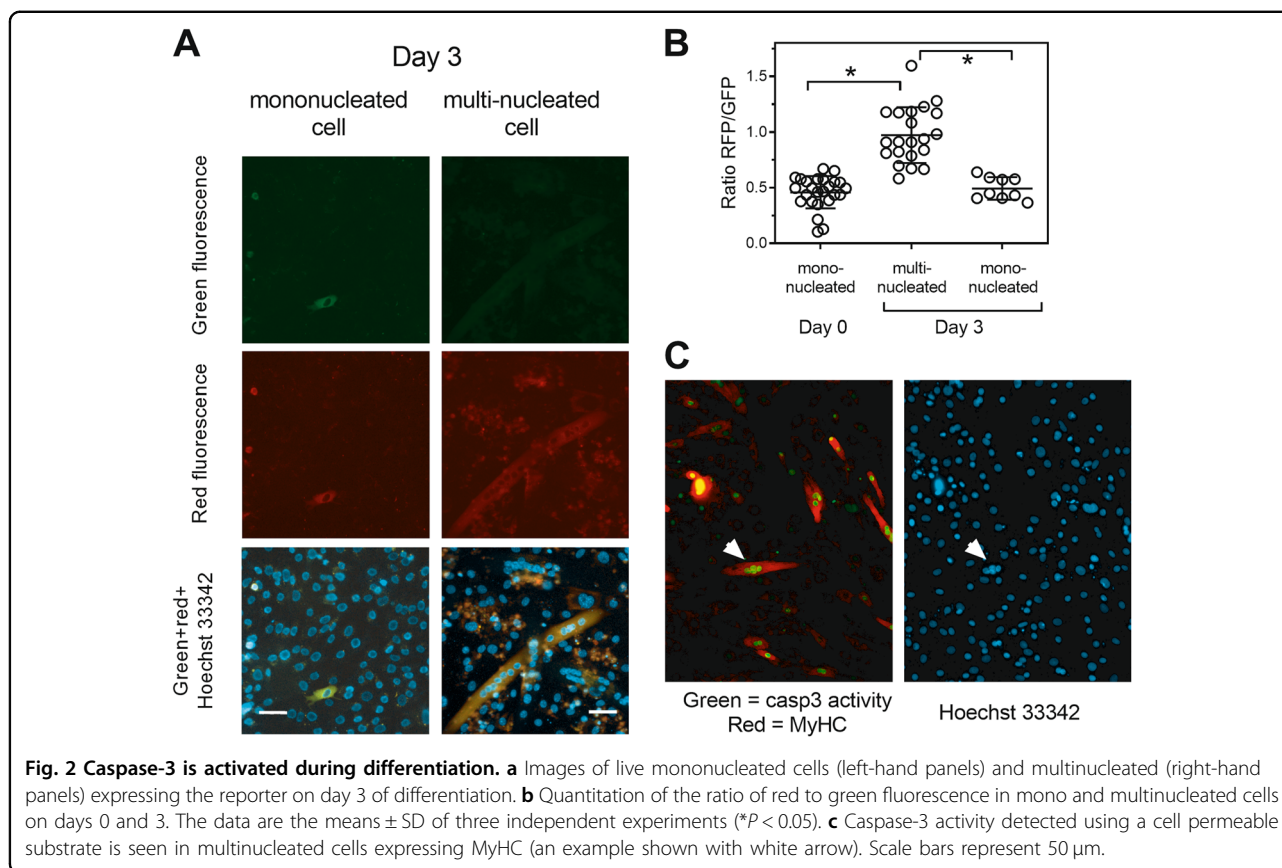 A
Day 3
mononucleated
cell
multi-nucleated
cell
Green fluorescence
Red fluorescence
Green+red+
Hoechst 33342
B
Ratio RFP/GFP
1.5
1.0
0.5
0.0
*
*
mono-
nucleated
multi-
nucleated
mono-
nucleated
Day 0
Day 3
C
Green = casp3 activity
Red = MyHC
Hoechst 33342
Fig. 2 Caspase-3 is activated during differentiation. a Images of live mononucleated cells (left-hand panels) and multinucleated (right-hand
panels) expressing the reporter on day 3 of differentiation. b Quantitation of the ratio of red to green fluorescence in mono and multinucleated cells
on days 0 and 3. The data are the means ± SD of three independent experiments (*P < 0.05). c Caspase-3 activity detected using a cell permeable
substrate is seen in multinucleated cells expressing MyHC (an example shown with white arrow). Scale bars represent 50 μm.